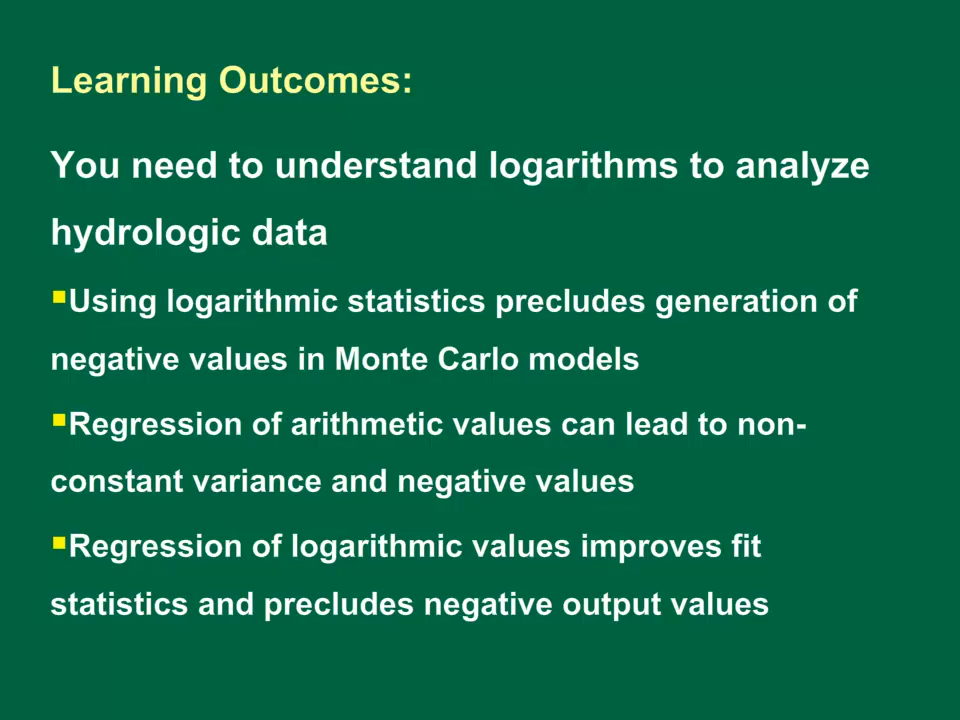 Learning Outcomes:
You need to understand logarithms to analyze
hydrologic data
▪Using logarithmic statistics precludes generation of
negative values in Monte Carlo models
▪Regression of arithmetic values can lead to non-
constant variance and negative values
▪Regression of logarithmic values improves fit
statistics and precludes negative output values